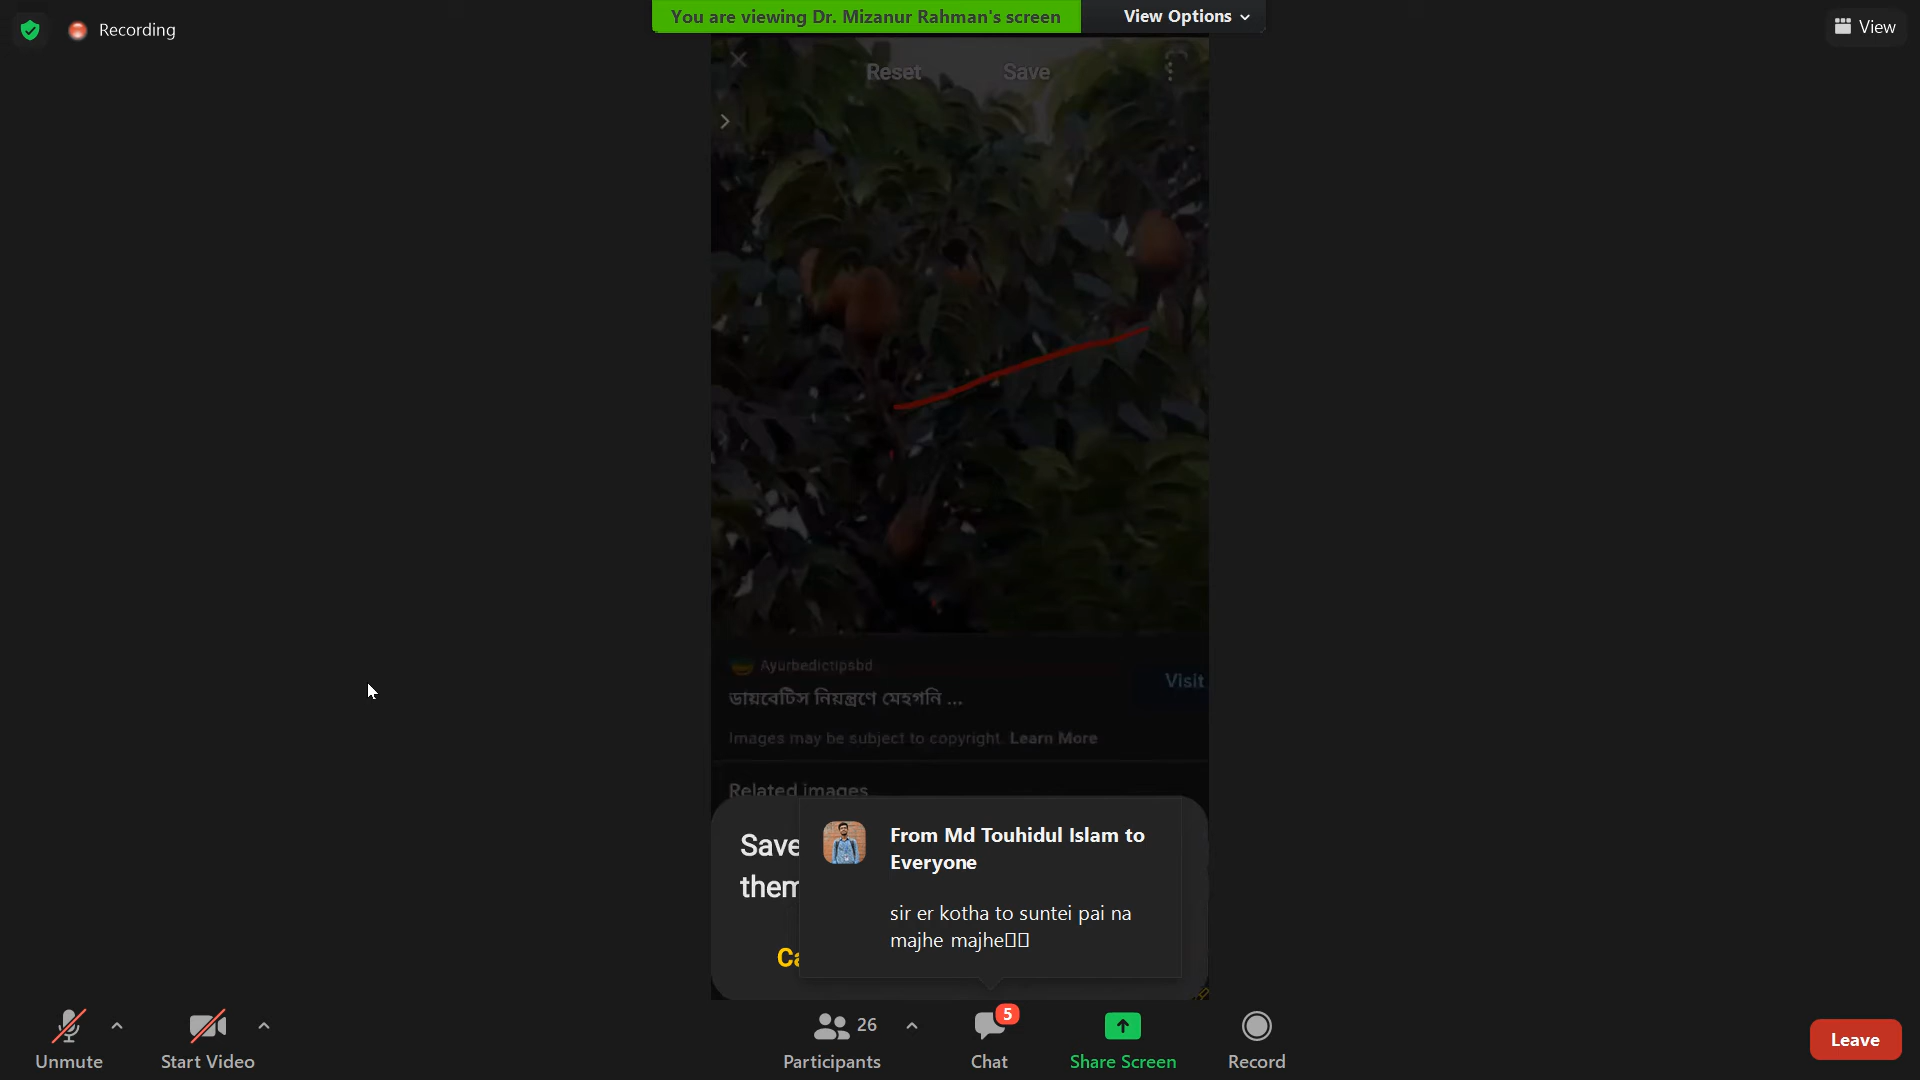 Recording
You are viewing Dr. Mizanur Rahman's screen
View Options
View
Reset
Save
Ayurbedictipsbd
ডায়বেটিস নিয়ন্ত্রণে মেহগনি ...
Visit
Images may be subject to copyright. Learn More
Related images
Save
them
From Md Touhidul Islam to
Everyone
sir er kotha to suntei pai na
majhe majhe
Unmute
Start Video
26
Participants
5
Chat
Share Screen
Record
Leave